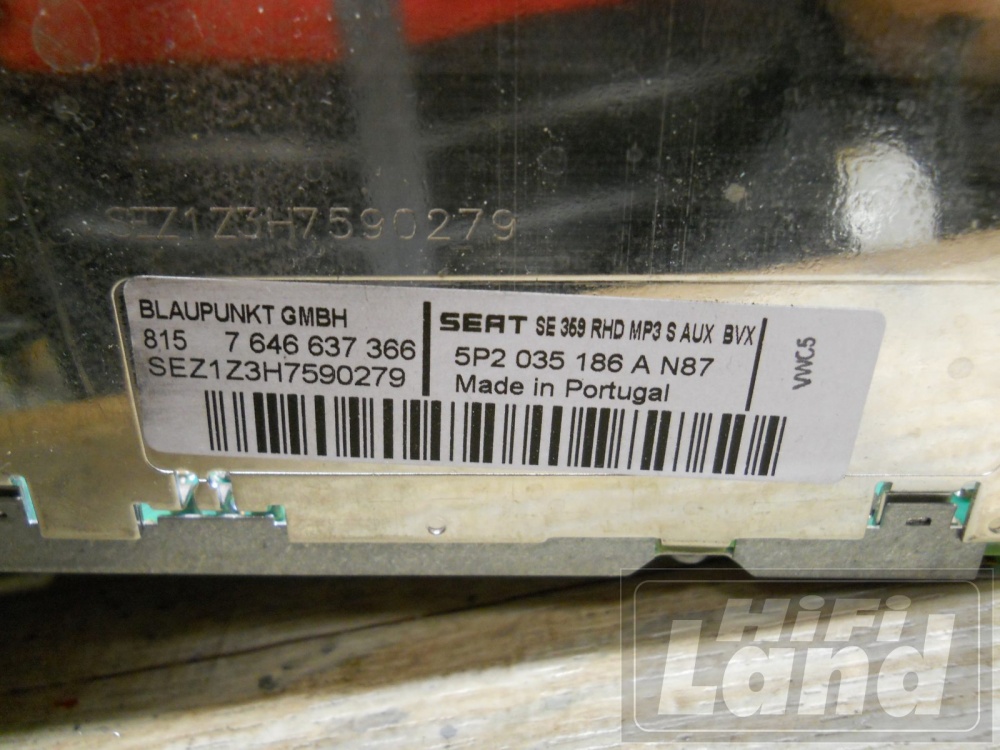 SEZ1Z3H7590279
BLAUPUNKT GMBH
815 7 646 637 366
SEZ1Z3H7590279
SEAT SE 359 RHD MP3 S AUX BVX
5P2 035 186 A N87
Made in Portugal
VWC5
HiFi
Land